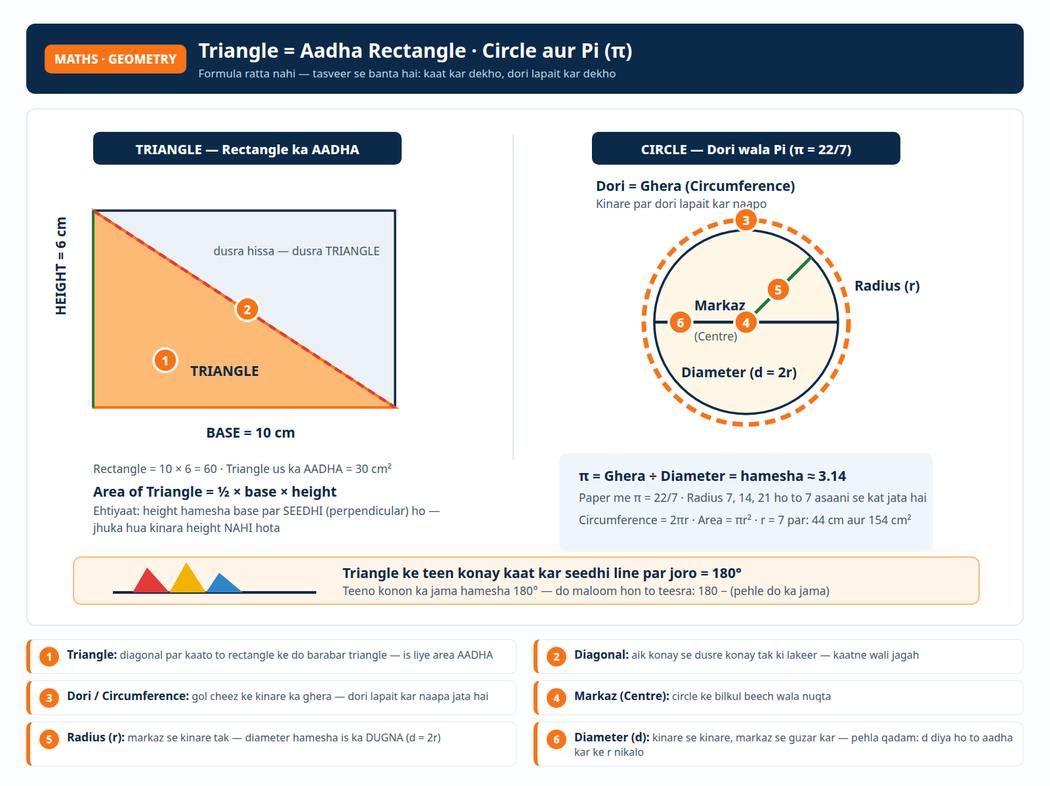 MATHS · GEOMETRY
Triangle = Aadha Rectangle · Circle aur Pi (π)
Formula ratta nahi — tasveer se banta hai: kaat kar dekho, dori lapait kar dekho
TRIANGLE — Rectangle ka AADHA
HEIGHT = 6 cm
dusra hissa — dusra TRIANGLE
2
1
TRIANGLE
BASE = 10 cm
Rectangle = 10 × 6 = 60 · Triangle us ka AADHA = 30 cm²
Area of Triangle = ½ × base × height
Ehtiyaat: height hamesha base par SEEDHI (perpendicular) ho —
jhuka hua kinara height NAHI hota
CIRCLE — Dori wala Pi (π = 22/7)
Dori = Ghera (Circumference)
Kinare par dori lapait kar naapo
3
5
Radius (r)
Markaz
6
4
(Centre)
Diameter (d = 2r)
π = Ghera ÷ Diameter = hamesha ≈ 3.14
Paper me π = 22/7 · Radius 7, 14, 21 ho to 7 asaani se kat jata hai
Circumference = 2πr · Area = πr² · r = 7 par: 44 cm aur 154 cm²
Triangle ke teen konay kaat kar seedhi line par joro = 180°
Teeno konon ka jama hamesha 180° — do maloom hon to teesra: 180 − (pehle do ka jama)
1 Triangle: diagonal par kaato to rectangle ke do barabar triangle — is liye area AADHA
2 Diagonal: aik konay se dusre konay tak ki lakeer — kaatne wali jagah
3 Dori / Circumference: gol cheez ke kinare ka ghera — dori lapait kar naapa jata hai
4 Markaz (Centre): circle ke bilkul beech wala nuqta
5 Radius (r): markaz se kinare tak — diameter hamesha is ka DUGNA (d = 2r)
6 Diameter (d): kinare se kinare, markaz se guzar kar — pehla qadam: d diya ho to aadha
kar ke r nikalo